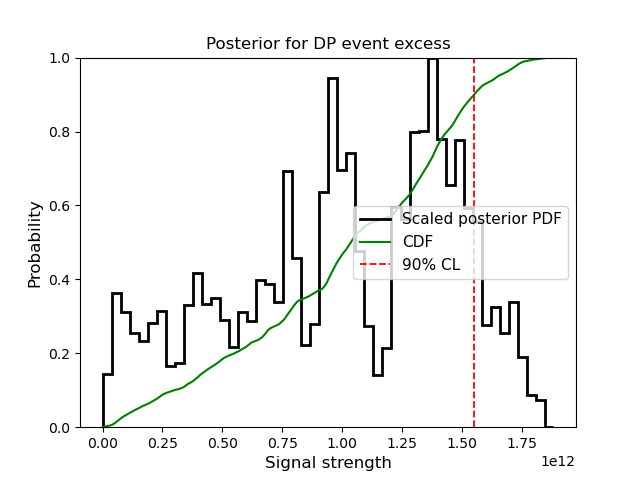 Posterior for DP event excess
1.0
0.8
0.6
0.4
0.2
0.0
Probability
Scaled posterior PDF
CDF
90% CL
0.00 0.25 0.50 0.75 1.00 1.25 1.50 1.75
1e12
Signal strength